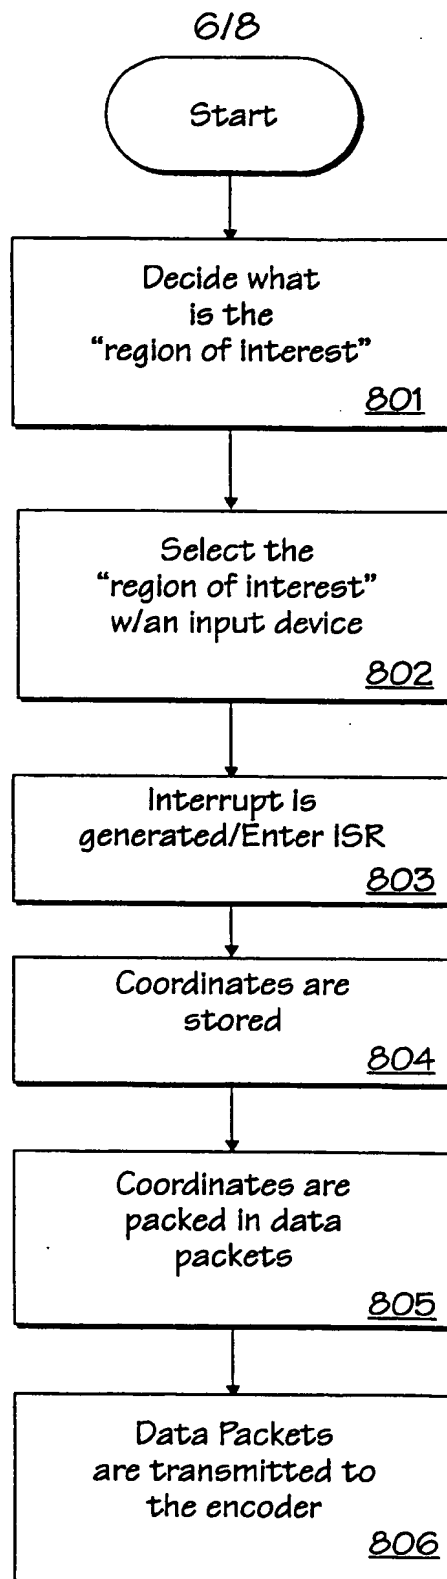 6/8
Start
Decide what
is the
"region of interest"
801
Select the
"region of interest"
w/an input device
802
Interrupt is
generated/Enter ISR
803
Coordinates are
stored
804
Coordinates are
packed in data
packets
805
Data Packets
are transmitted to
the encoder
806